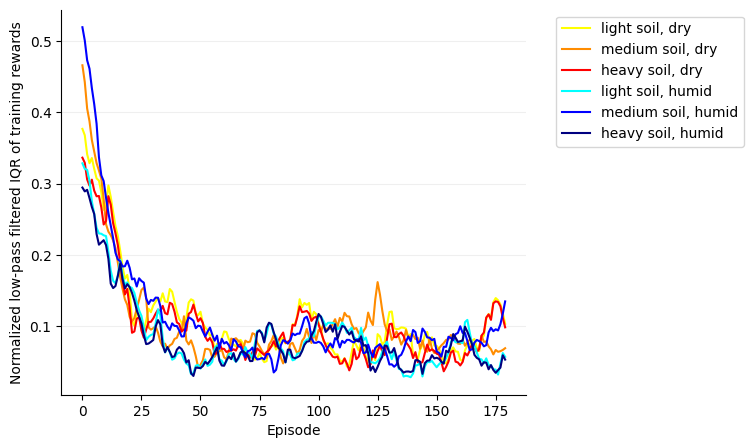 Normalized low-pass filtered IQR of training rewards
0.5
0.4
0.3
0.2
0.1
0
25
50
75
100
125
150
175
Episode
light soil, dry
medium soil, dry
heavy soil, dry
light soil, humid
medium soil, humid
heavy soil, humid